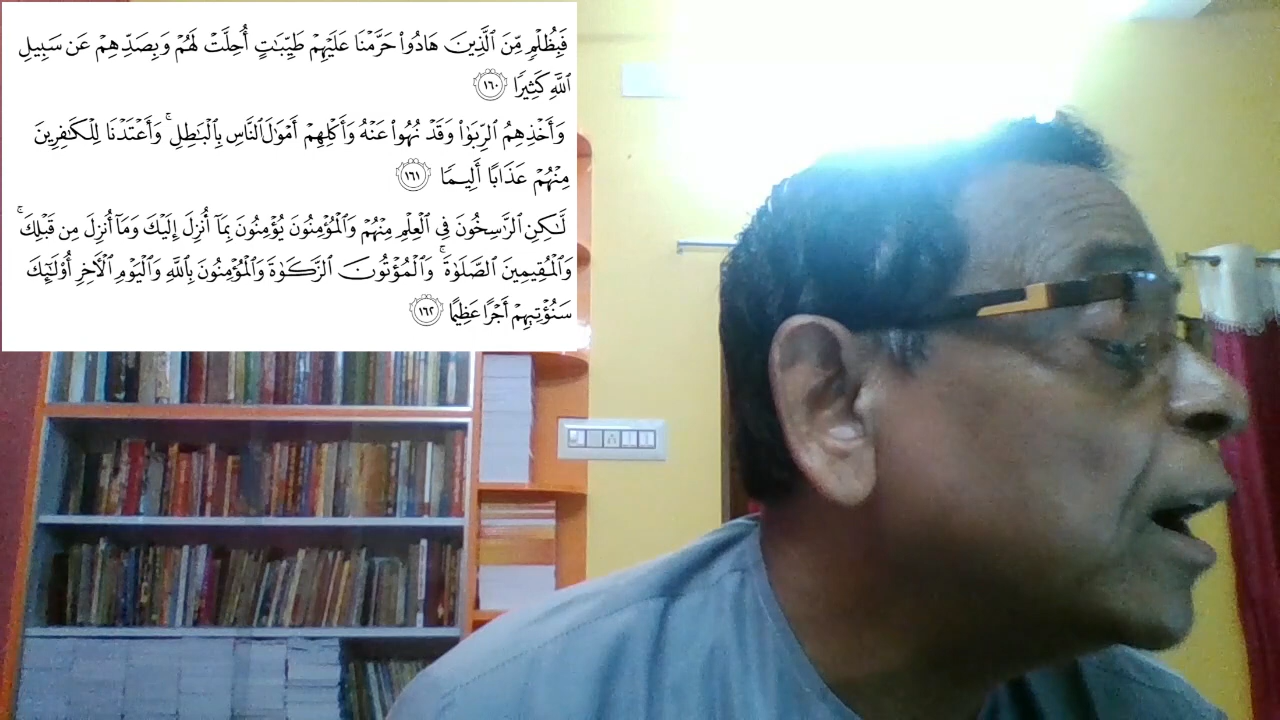 فَبِظُلْمٍ مِّنَ ٱلَّذِينَ هَادُوا۟ حَرَّمْنَا عَلَيْهِمْ طَيِّبَـٰتٍ أُحِلَّتْ لَهُمْ وَبِصَدِّهِمْ عَن سَبِيلِ
ٱللَّهِ كَثِيرًا ١٦٠
وَأَخْذِهِمُ ٱلرِّبَوٰا۟ وَقَدْ نُهُوا۟ عَنْهُ وَأَكْلِهِمْ أَمْوَٰلَ ٱلنَّاسِ بِٱلْبَـٰطِلِ ۚ وَأَعْتَدْنَا لِلْكَـٰفِرِينَ
مِنْهُمْ عَذَابًا أَلِيمًا ١٦١
لَّـٰكِنِ ٱلرَّٰسِخُونَ فِى ٱلْعِلْمِ مِنْهُمْ وَٱلْمُؤْمِنُونَ يُؤْمِنُونَ بِمَآ أُنزِلَ إِلَيْكَ وَمَآ أُنزِلَ مِن قَبْلِكَ ۚ
وَٱلْمُقِيمِينَ ٱلصَّلَوٰةَ ۚ وَٱلْمُؤْتُونَ ٱلزَّكَوٰةَ وَٱلْمُؤْمِنُونَ بِٱللَّهِ وَٱلْيَوْمِ ٱلْـَٔاخِرِ أُو۟لَـٰٓئِكَ
سَنُؤْتِيهِمْ أَجْرًا عَظِيمًا ١٦٢